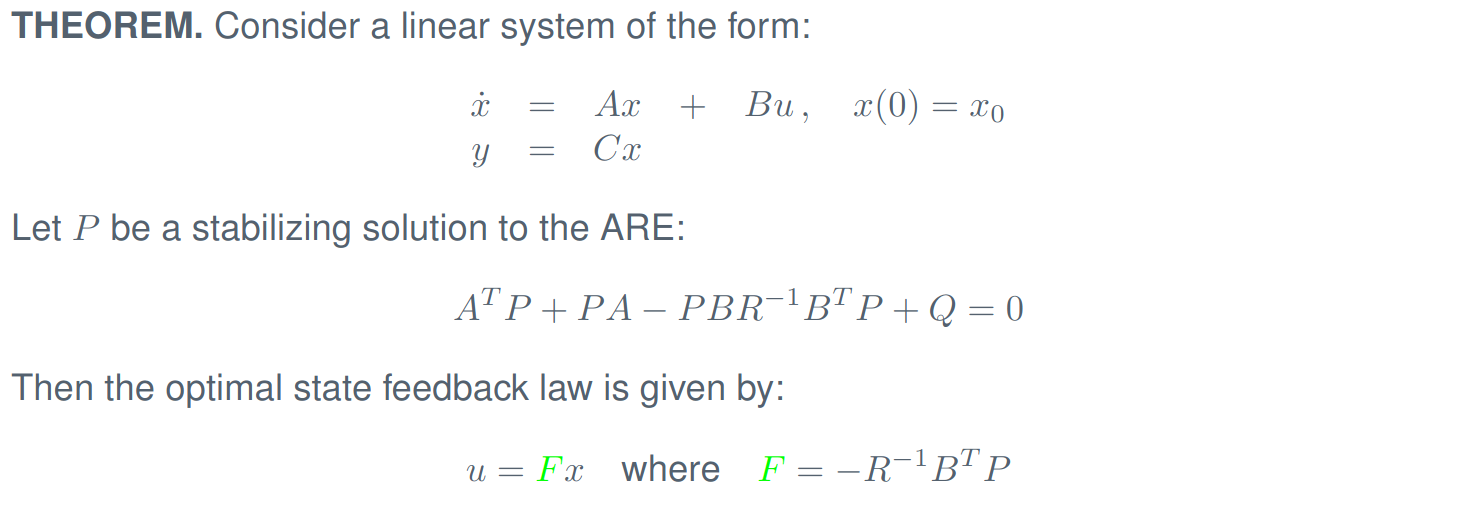 THEOREM. Consider a linear system of the form:
ẋ = Ax + Bu, x(0) = x₀
y = Cx
Let P be a stabilizing solution to the ARE:
AᵀP + PA − PBR⁻¹BᵀP + Q = 0
Then the optimal state feedback law is given by:
u = Fx where F = −R⁻¹BᵀP